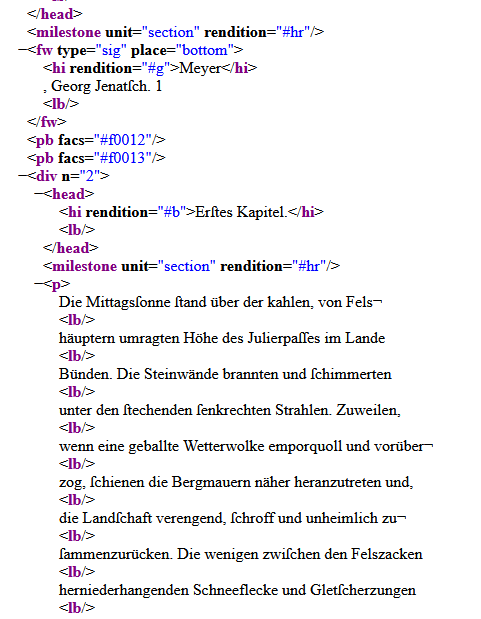 </head>
<milestone unit="section" rendition="#hr"/>
−<fw type="sig" place="bottom">
<hi rendition="#g">Meyer</hi>
, Georg Jenatſch. 1
<lb/>
</fw>
<pb facs="#f0012"/>
<pb facs="#f0013"/>
−<div n="2">
−<head>
<hi rendition="#b">Erſtes Kapitel.</hi>
<lb/>
</head>
<milestone unit="section" rendition="#hr"/>
−<p>
Die Mittagsſonne ſtand über der kahlen, von Fels¬
<lb/>
häuptern umragten Höhe des Julierpaſſes im Lande
<lb/>
Bünden. Die Steinwände brannten und ſchimmerten
<lb/>
unter den ſtechenden ſenkrechten Strahlen. Zuweilen,
<lb/>
wenn eine geballte Wetterwolke emporquoll und vorüber¬
<lb/>
zog, ſchienen die Bergmauern näher heranzutreten und,
<lb/>
die Landſchaft verengend, ſchroff und unheimlich zu¬
<lb/>
ſammenzurücken. Die wenigen zwiſchen den Felszacken
<lb/>
herniederhangenden Schneeflecke und Gletſcherzungen
<lb/>